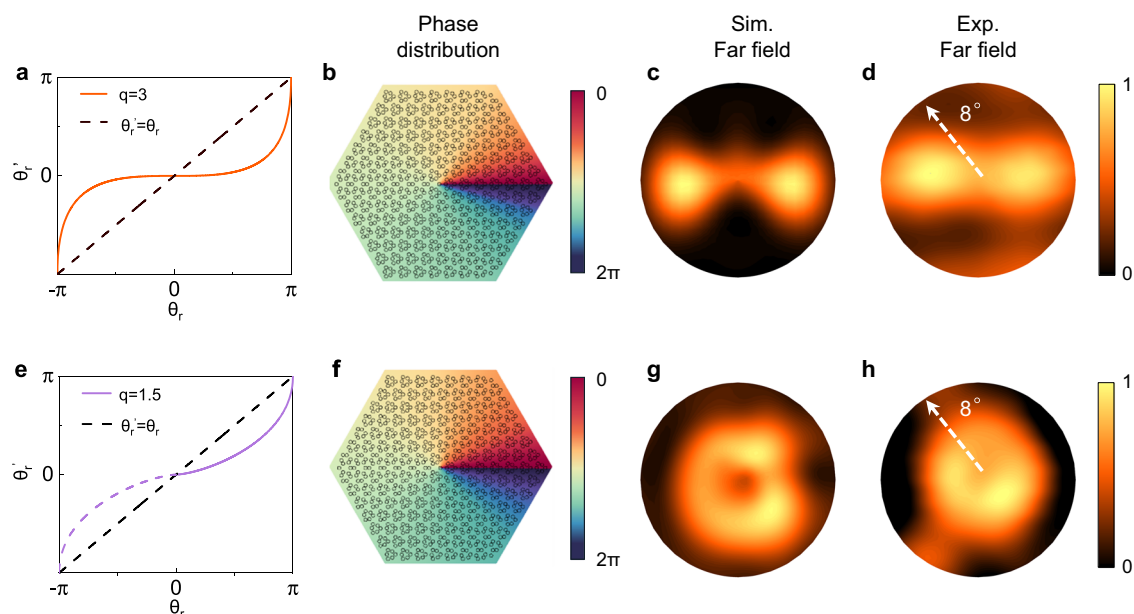 Phase
distribution
Sim.
Far field
Exp.
Far field
a
π
0
θr'
q=3
θr'=θr
-π
0
π
θr
b
0
2π
c
d
8°
1
0
e
π
0
θr'
q=1.5
θr'=θr
-π
0
π
θr
f
0
2π
g
h
8°
1
0